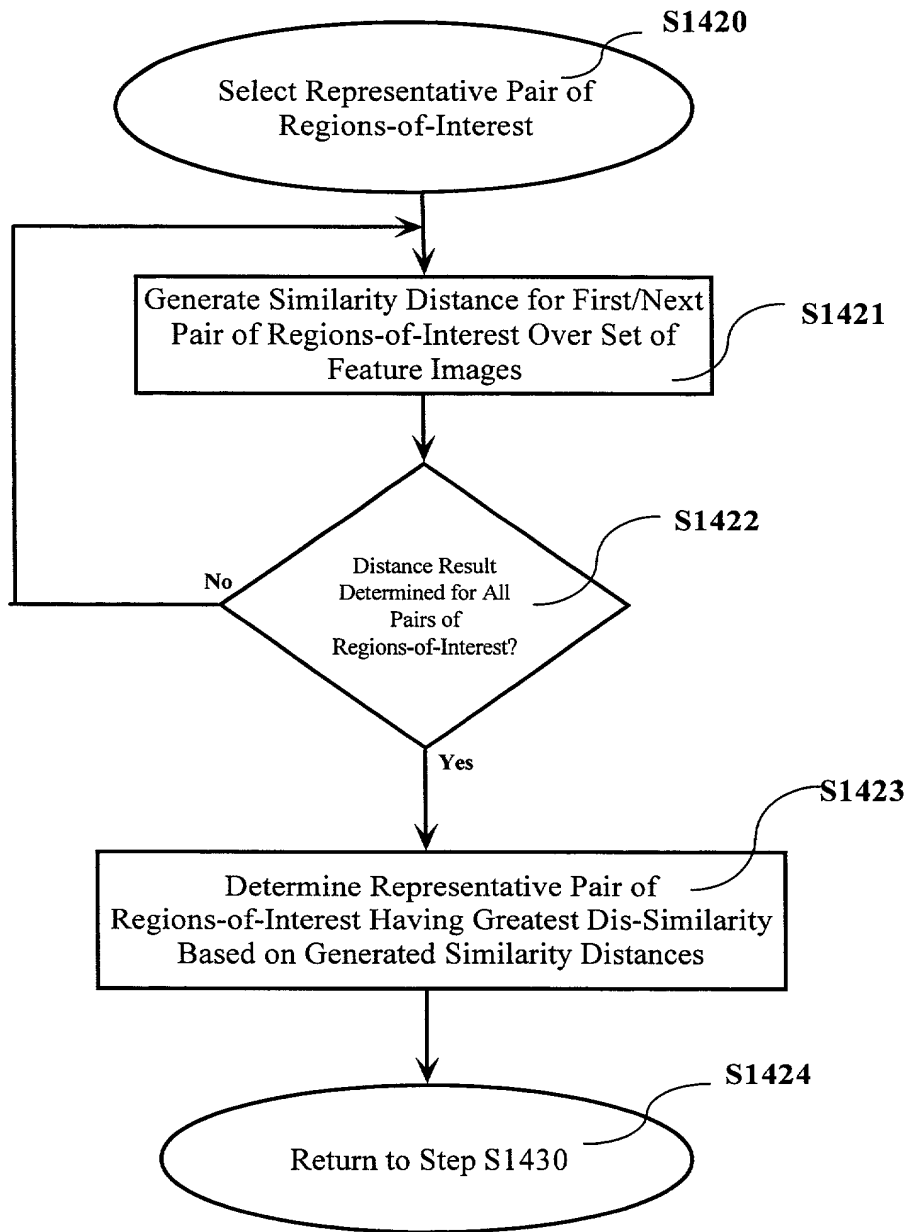 S1420
Select Representative Pair of
Regions-of-Interest
Generate Similarity Distance for First/Next
Pair of Regions-of-Interest Over Set of
Feature Images
S1421
S1422
Distance Result
Determined for All
Pairs of
Regions-of-Interest?
No
Yes
S1423
Determine Representative Pair of
Regions-of-Interest Having Greatest Dis-Similarity
Based on Generated Similarity Distances
S1424
Return to Step S1430